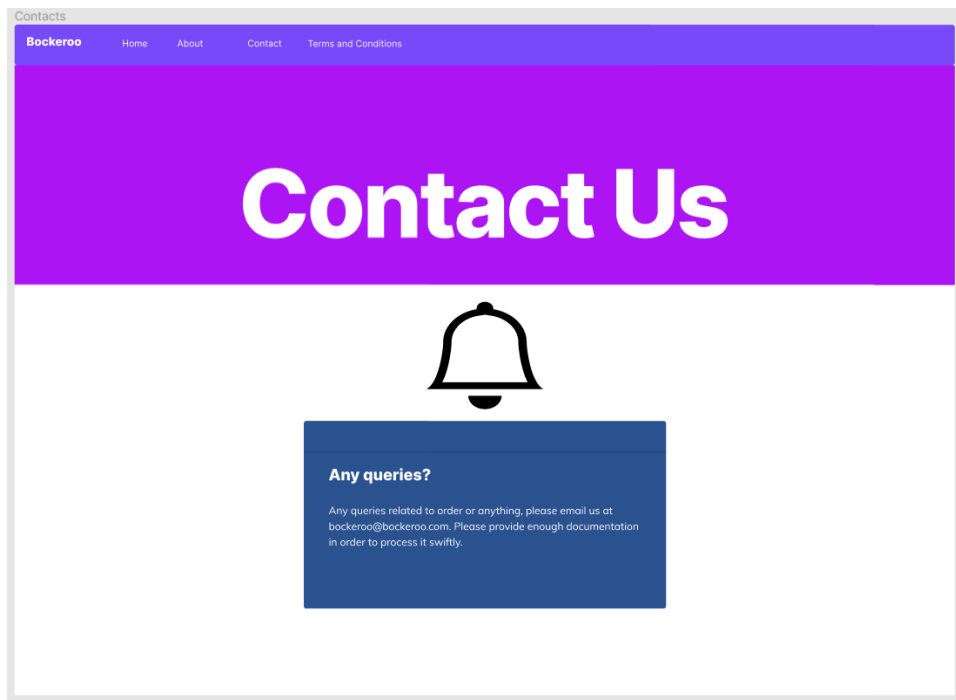 Contacts
Bockeroo Home About Contact Terms and Conditions
Contact Us
Any queries?
Any queries related to order or anything, please email us at
bockeroo@bockeroo.com. Please provide enough documentation
in order to process it swiftly.